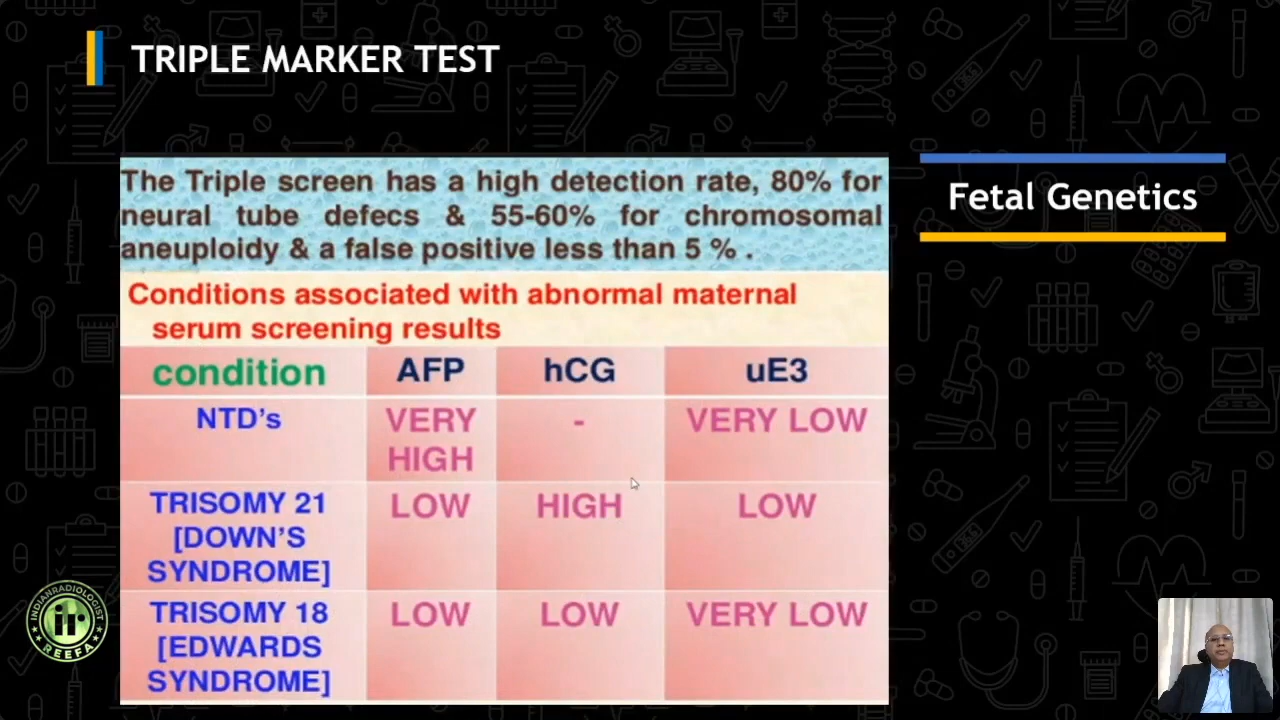 TRIPLE MARKER TEST
The Triple screen has a high detection rate, 80% for
neural tube defecs & 55-60% for chromosomal
aneuploidy & a false positive less than 5 % .
Conditions associated with abnormal maternal
serum screening results
condition AFP hCG uE3
NTD's VERY HIGH - VERY LOW
TRISOMY 21 [DOWN'S SYNDROME] LOW HIGH LOW
TRISOMY 18 [EDWARDS SYNDROME] LOW LOW VERY LOW
Fetal Genetics
INDIANRADIOLOGIST
ir
REEFA